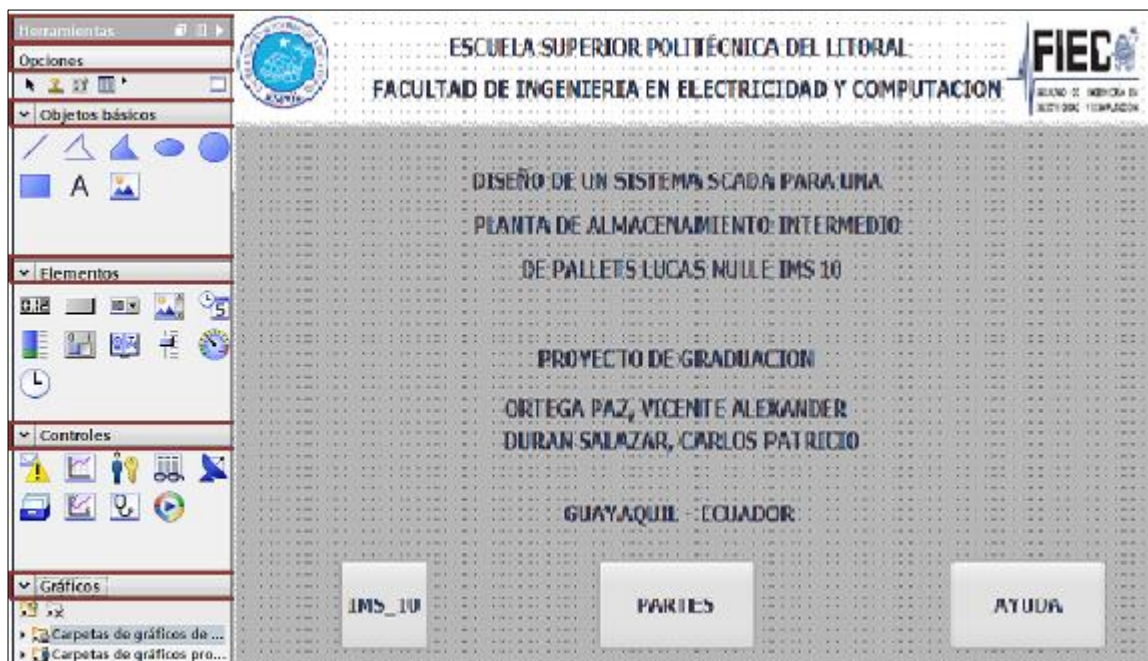 Herramientas
Opciones
Objetos básicos
A
Elementos
5
Controles
Gráficos
Carpetas de gráficos de ...
Carpetas de gráficos pro...
ESCUELA SUPERIOR POLITÉCNICA DEL LITORAL
FACULTAD DE INGENIERIA EN ELECTRICIDAD Y COMPUTACION
FIEC
DISEÑO DE UN SISTEMA SCADA PARA UNA
PLANTA DE ALMACENAMIENTO INTERMEDIO
DE PALLETS LUCAS NULLE IMS 10
PROYECTO DE GRADUACION
ORTEGA PAZ, VICENTE ALEXANDER
DURAN SALAZAR, CARLOS PATRICIO
GUAYAQUIL - ECUADOR
IMS_10
PARTES
AYUDA